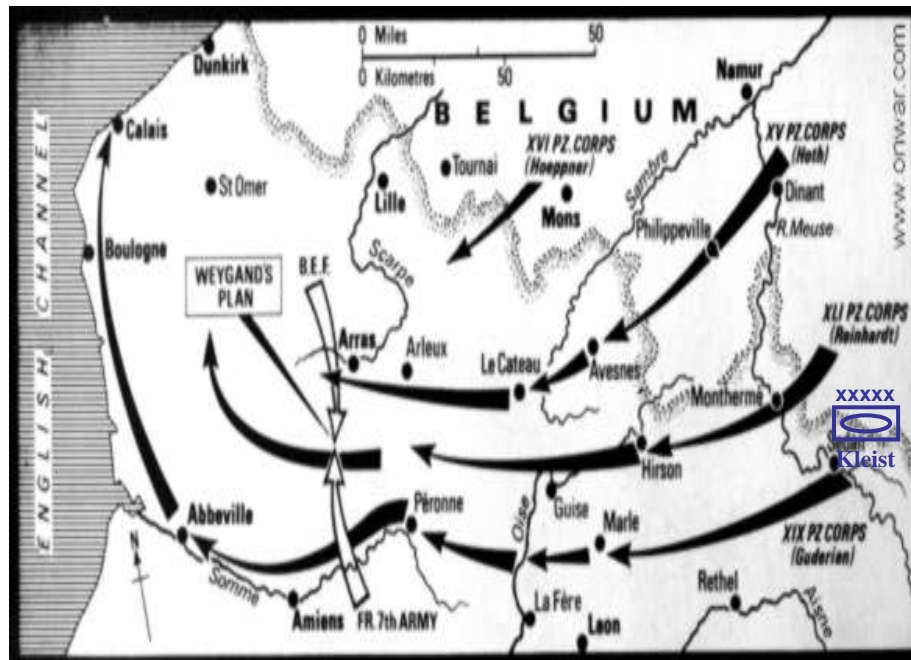 0 Miles 50
0 Kilometres 50
Dunkirk
Namur
BELGIUM
Calais
XVI PZ.CORPS
(Hoeppner)
XV PZ.CORPS
(Hoth)
Tournai
St Omer
Lille
Mons
Sambre
Dinant
Philippeville
R.Meuse
Boulogne
Scarpe
WEYGAND'S
PLAN
B.E.F.
XLI PZ.CORPS
(Reinhardt)
Arras
Arleux
Le Cateau
Avesnes
Monthermé
XXXXX
Kleist
Hirson
Guise
Oise
Péronne
Abbeville
Marle
XIX PZ CORPS
(Guderian)
N
Somme
Rethel
Aisne
La Fère
Amiens
FR.7th ARMY
Laon
ENGLISH CHANNEL
www.onwar.com